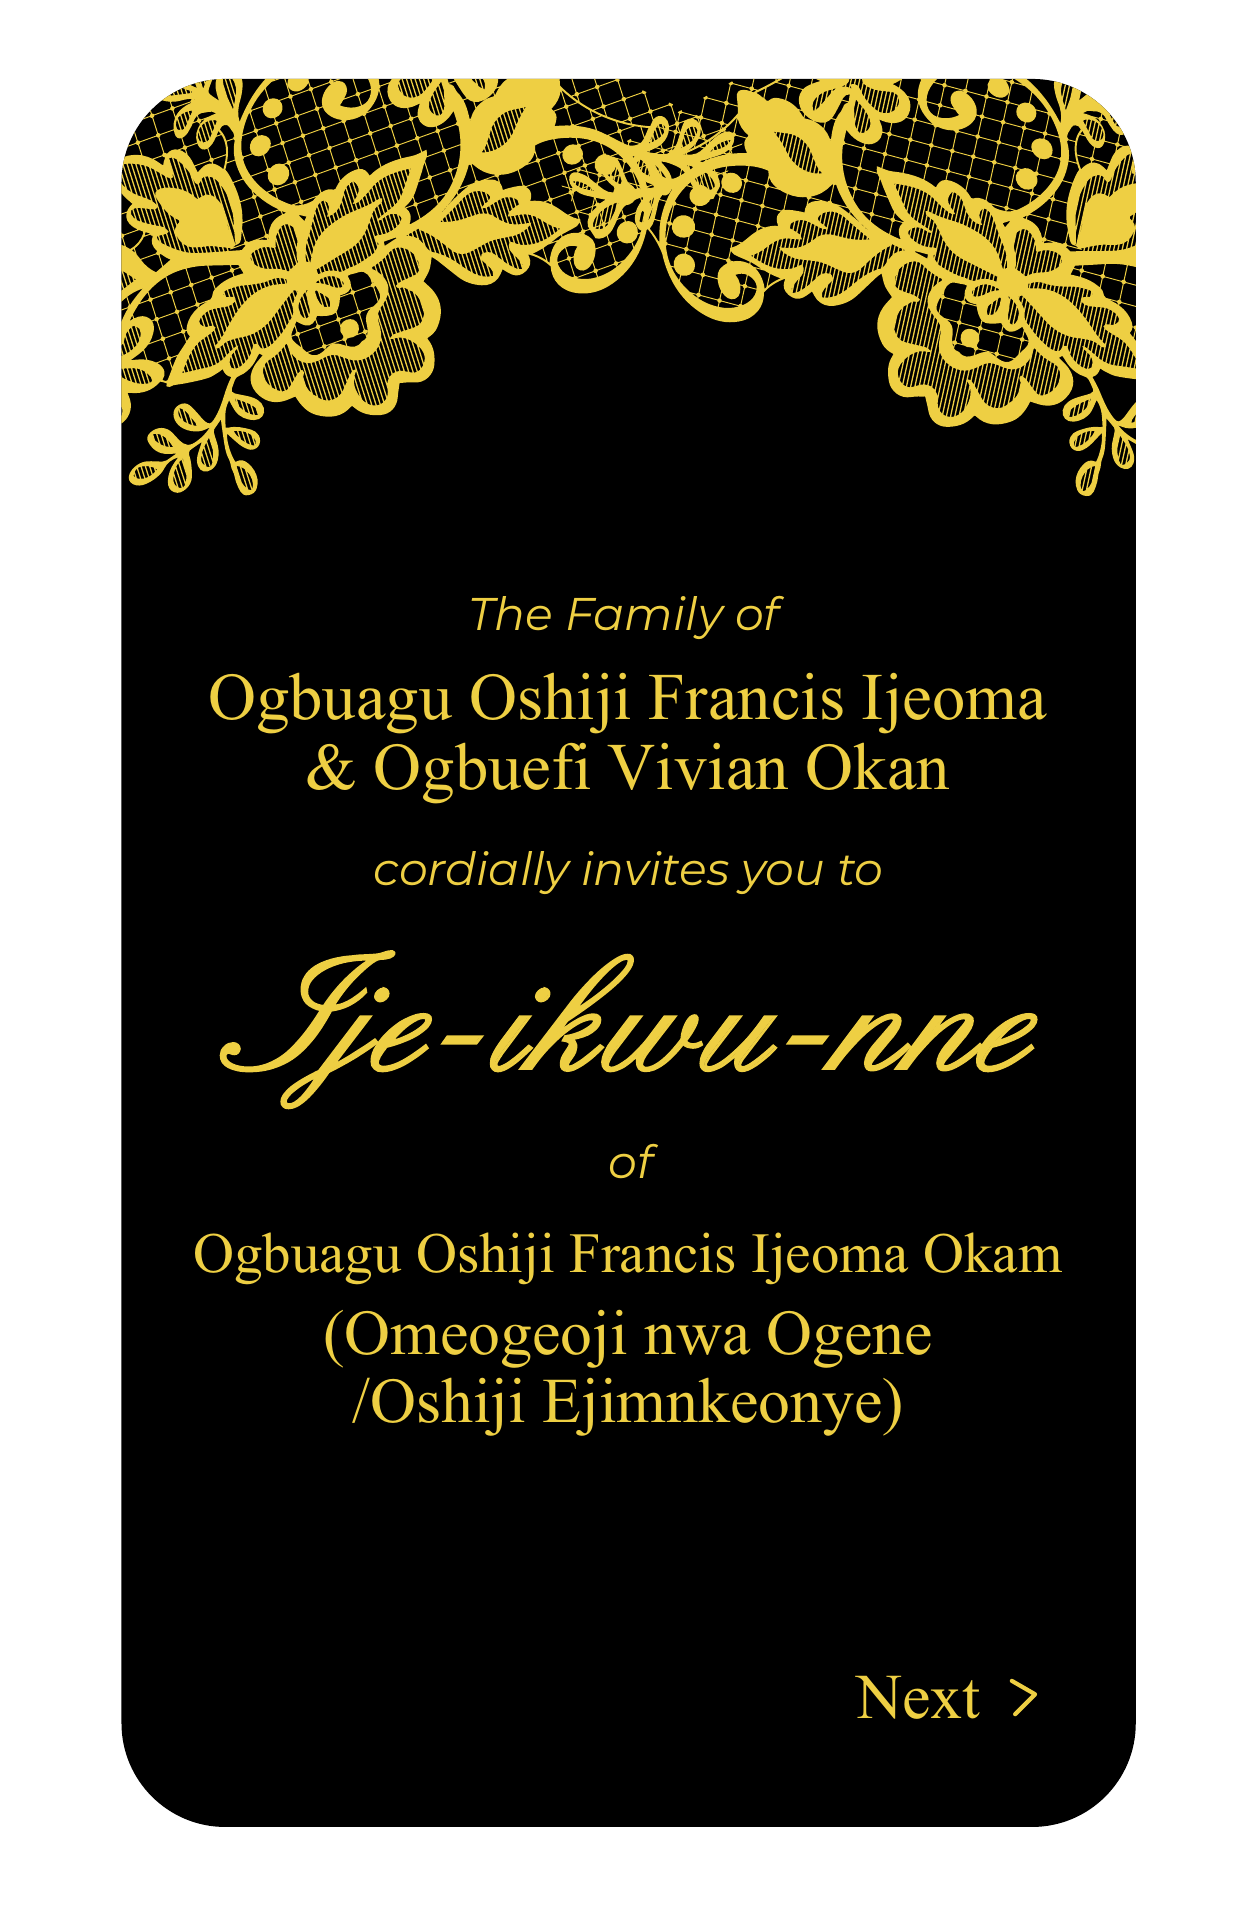 The Family of
Ogbuagu Oshiji Francis Ijeoma
& Ogbuefi Vivian Okan
cordially invites you to
Ije-ikwu-nne
of
Ogbuagu Oshiji Francis Ijeoma Okam
(Omeogeoji nwa Ogene
/Oshiji Ejimnkeonye)
Next >